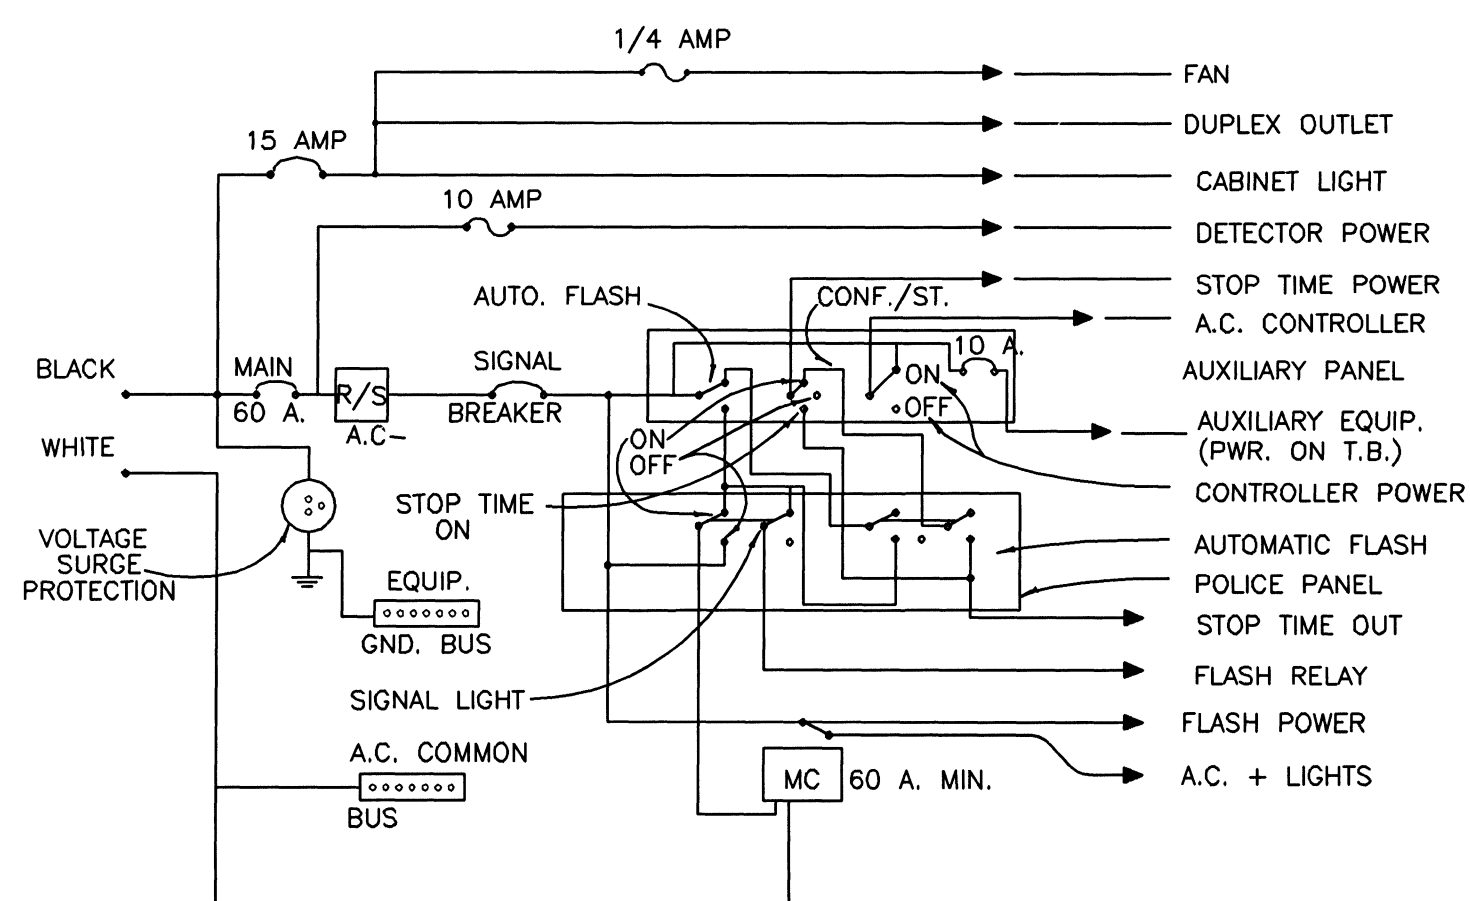 1/4 AMP
FAN
DUPLEX OUTLET
15 AMP
CABINET LIGHT
10 AMP
DETECTOR POWER
STOP TIME POWER
AUTO. FLASH
CONF./ST.
A.C. CONTROLLER
10 A.
BLACK
MAIN
60 A.
R/S
A.C-
SIGNAL
BREAKER
ON
OFF
AUXILIARY PANEL
AUXILIARY EQUIP.
(PWR. ON T.B.)
WHITE
ON
OFF
CONTROLLER POWER
STOP TIME
ON
VOLTAGE
SURGE
PROTECTION
AUTOMATIC FLASH
EQUIP.
GND. BUS
POLICE PANEL
STOP TIME OUT
SIGNAL LIGHT
FLASH RELAY
FLASH POWER
A.C. COMMON
BUS
MC
60 A. MIN.
A.C. + LIGHTS